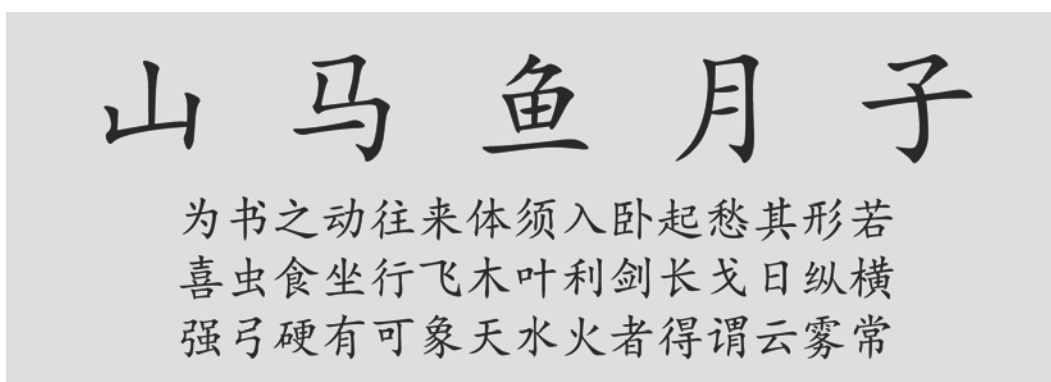 山马鱼月子
为书之动往来体须入卧起愁其形若
喜虫食坐行飞木叶利剑长戈日纵横
强弓硬有可象天水火者得谓云雾常